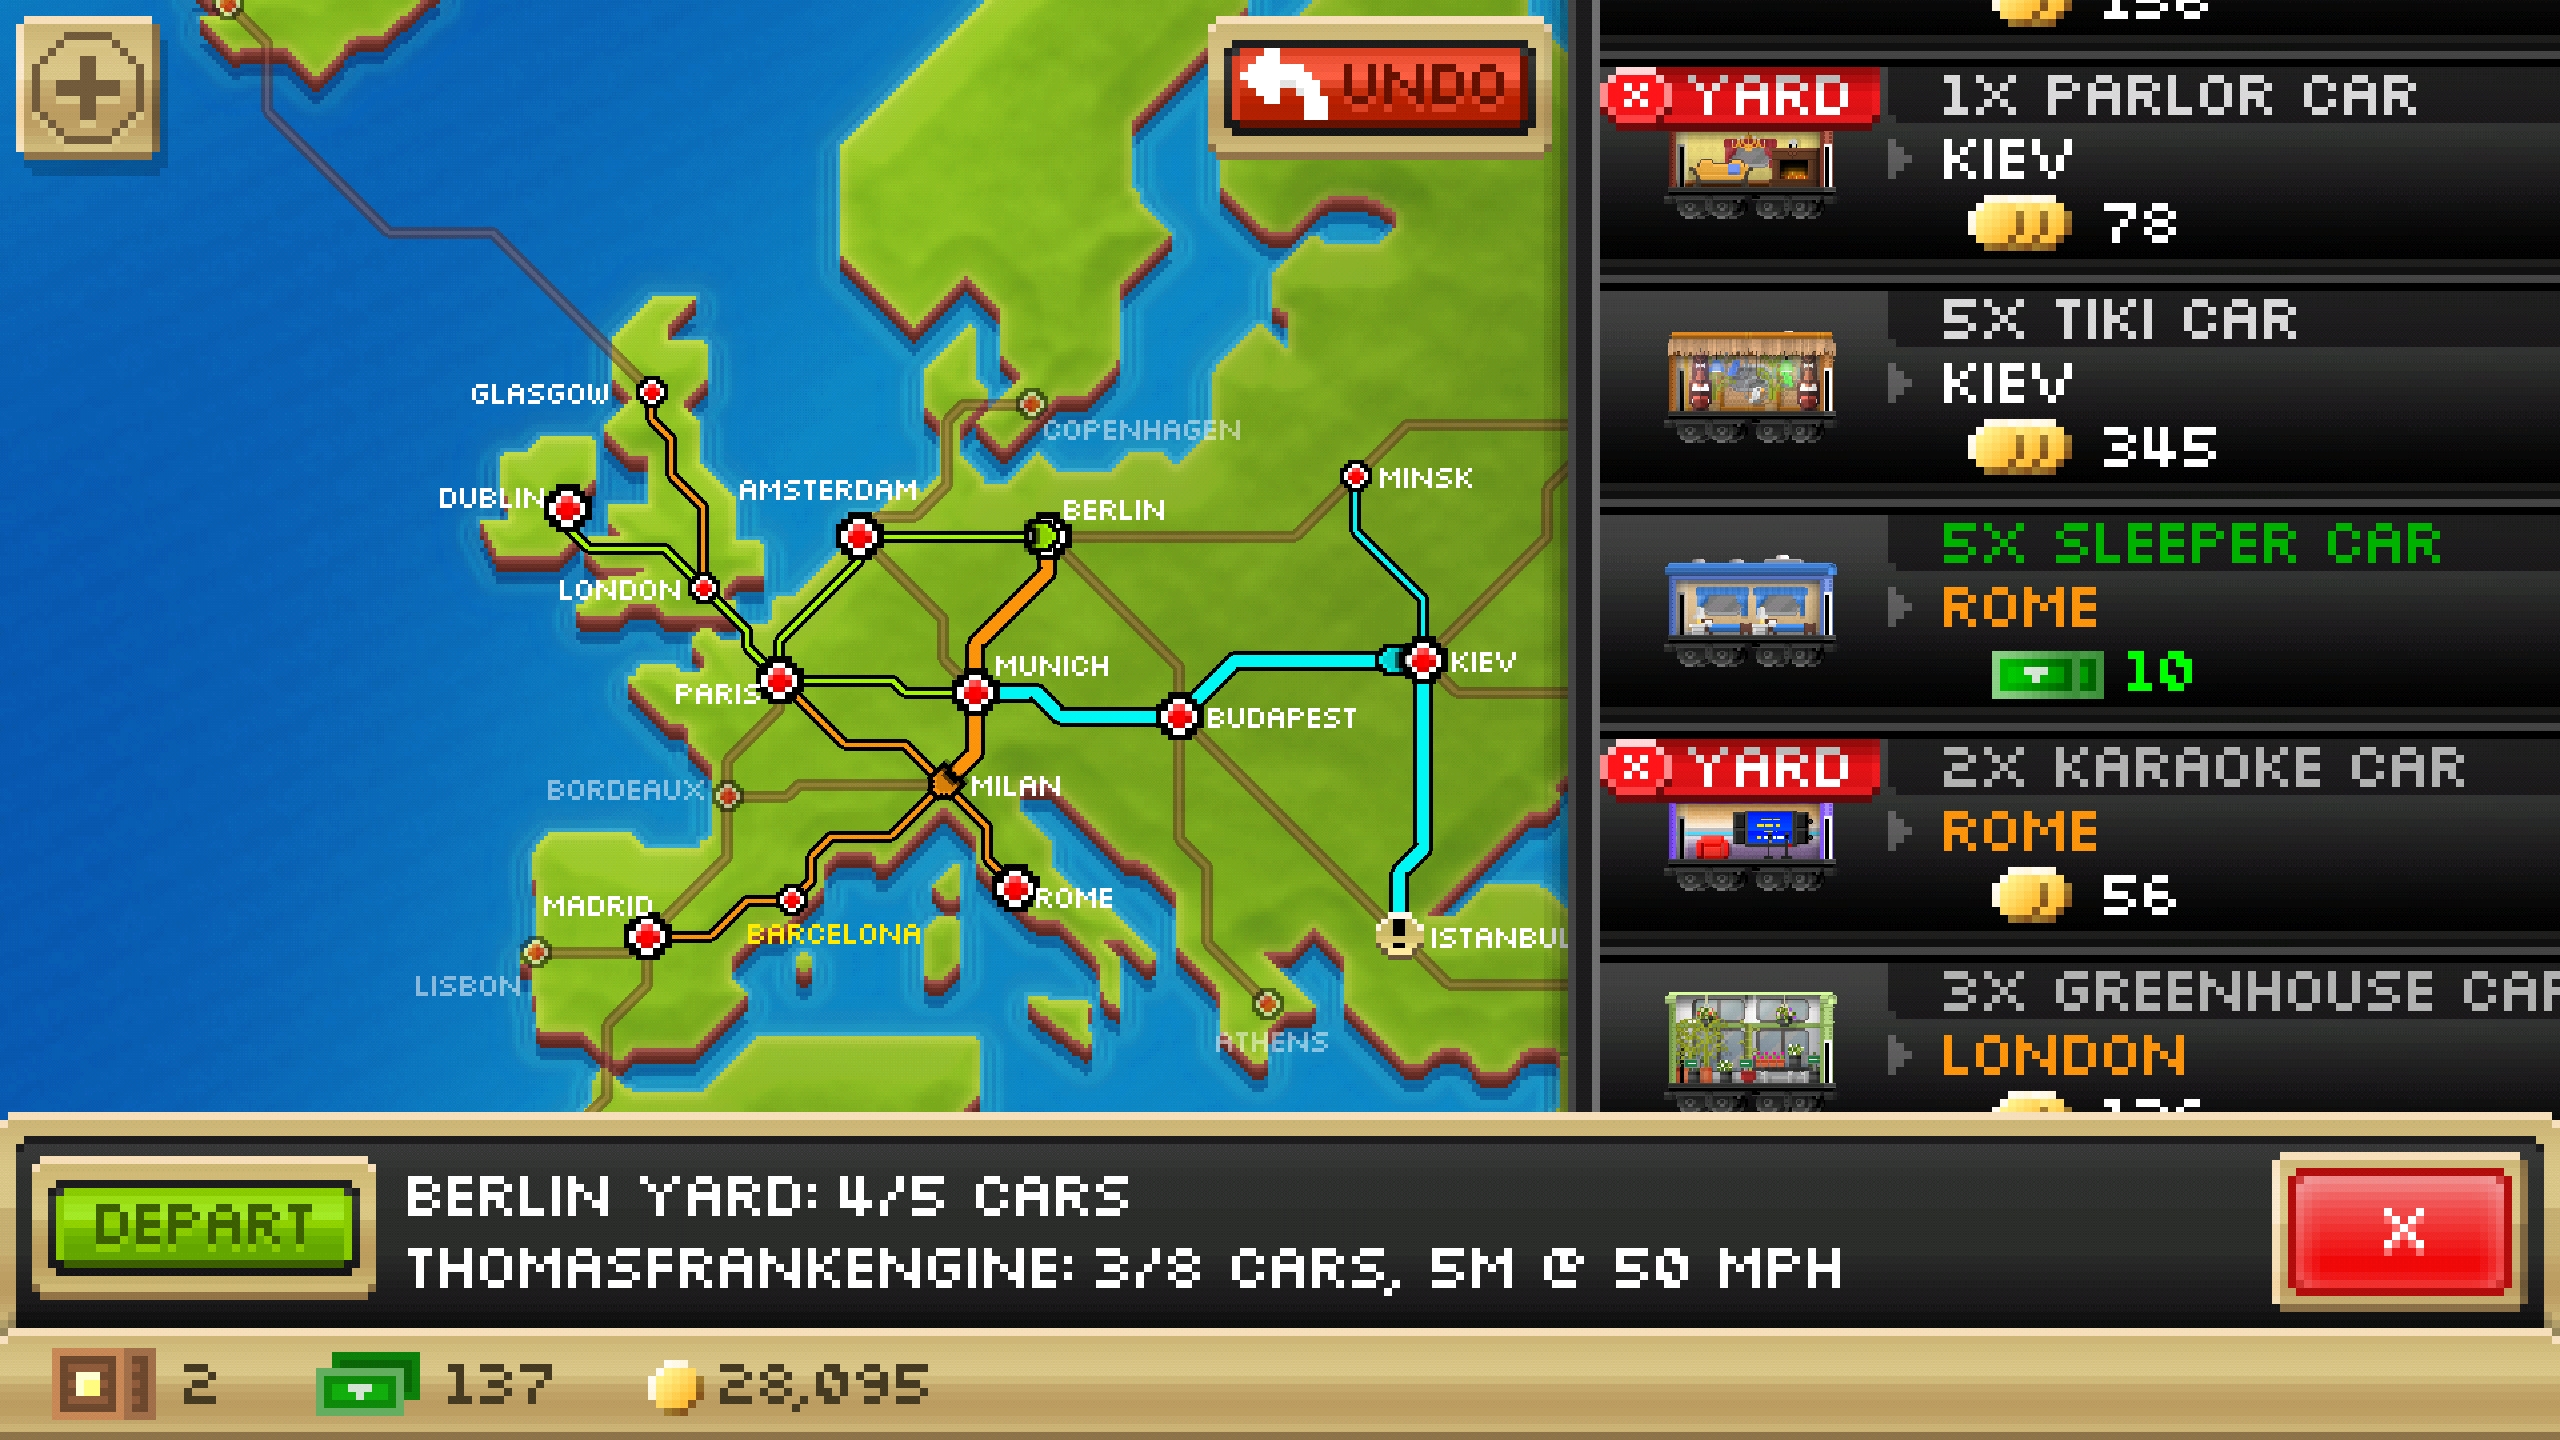 UNDO
GLASGOW
COPENHAGEN
DUBLIN
AMSTERDAM
BERLIN
MINSK
LONDON
MUNICH
KIEV
PARIS
BUDAPEST
BORDEAUX
MILAN
MADRID
ROME
BARCELONA
ISTANBUL
LISBON
ATHENS
YARD
1X PARLOR CAR
KIEV
78
5X TIKI CAR
KIEV
345
5X SLEEPER CAR
ROME
10
YARD
2X KARAOKE CAR
ROME
56
3X GREENHOUSE CAR
LONDON
DEPART
BERLIN YARD: 4/5 CARS
THOMASFRANKENGINE: 3/8 CARS, 5M @ 50 MPH
X
2
137
28,095